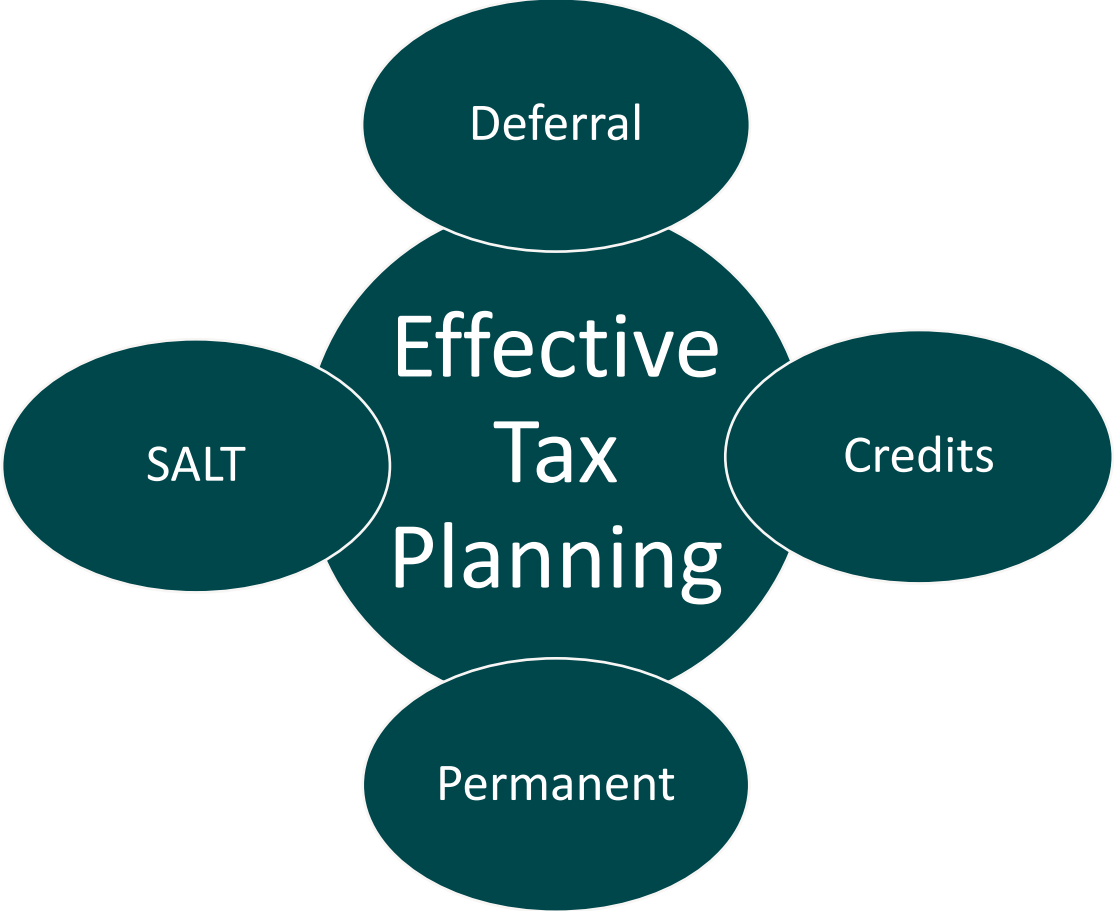 Deferral
Effective
Tax
Planning
SALT
Credits
Permanent